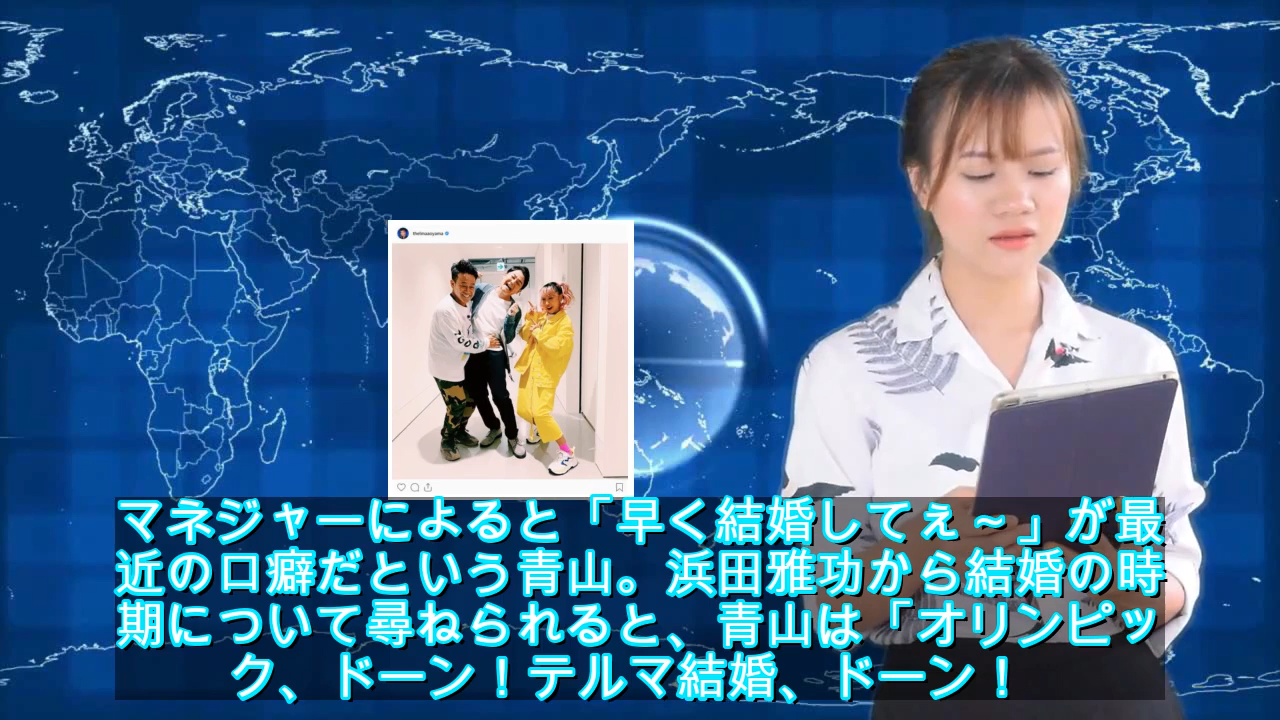 thelmaaoyama
マネジャーによると「早く結婚してぇ～」が最
近の口癖だという青山。浜田雅功から結婚の時
期について尋ねられると、青山は「オリンピッ
ク、ドーン！テルマ結婚、ドーン！